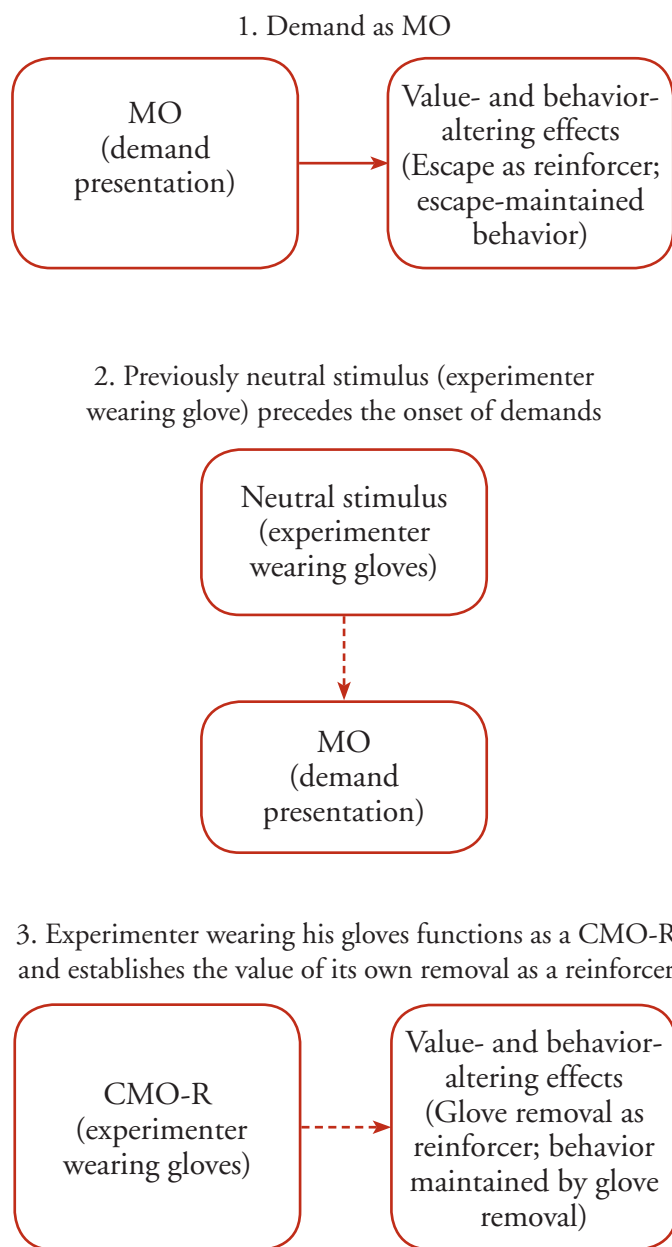 1. Demand as MO
MO
(demand
presentation)
Value- and behavior-
altering effects
(Escape as reinforcer;
escape-maintained
behavior)
2. Previously neutral stimulus (experimenter
wearing glove) precedes the onset of demands
Neutral stimulus
(experimenter
wearing gloves)
MO
(demand
presentation)
3. Experimenter wearing his gloves functions as a CMO-R
and establishes the value of its own removal as a reinforcer
CMO-R
(experimenter
wearing gloves)
Value- and behavior-
altering effects
(Glove removal as
reinforcer; behavior
maintained by glove
removal)